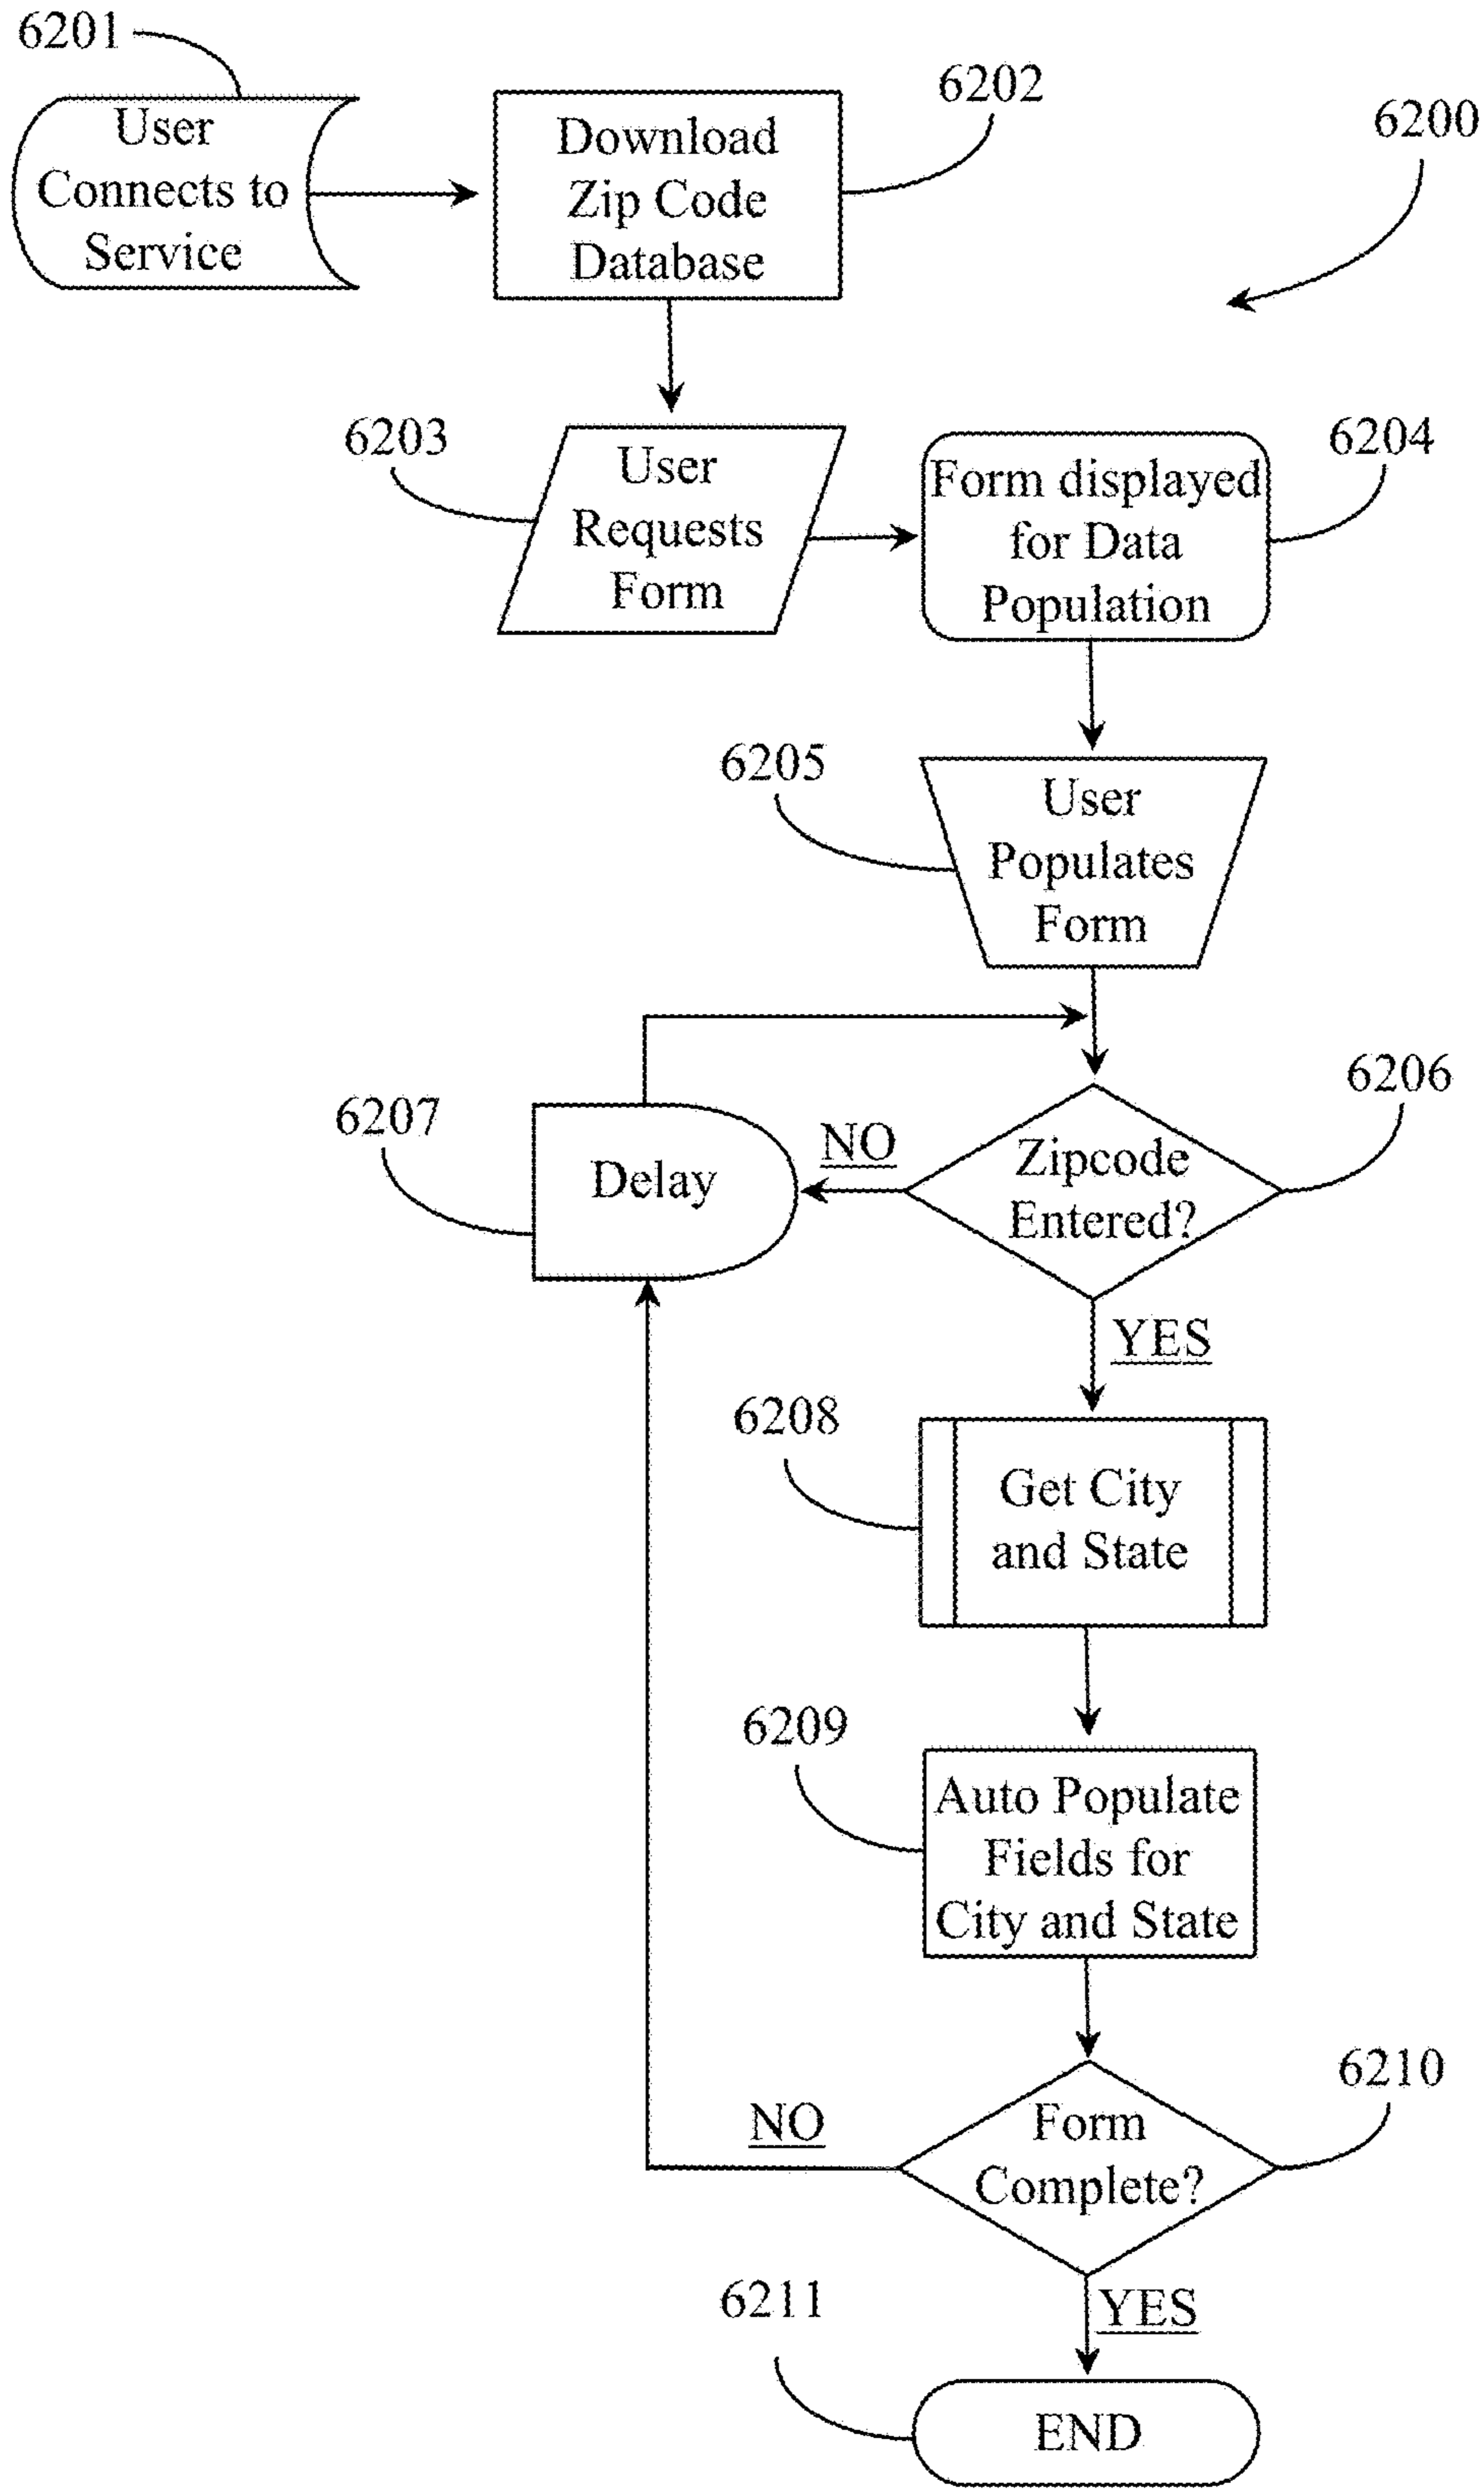 6201
User
Connects to
Service
6202
Download
Zip Code
Database
6200
6203
User
Requests
Form
6204
Form displayed
for Data
Population
6205
User
Populates
Form
6206
Zipcode
Entered?
NO
6207
Delay
YES
6208
Get City
and State
6209
Auto Populate
Fields for
City and State
6210
Form
Complete?
NO
YES
6211
END